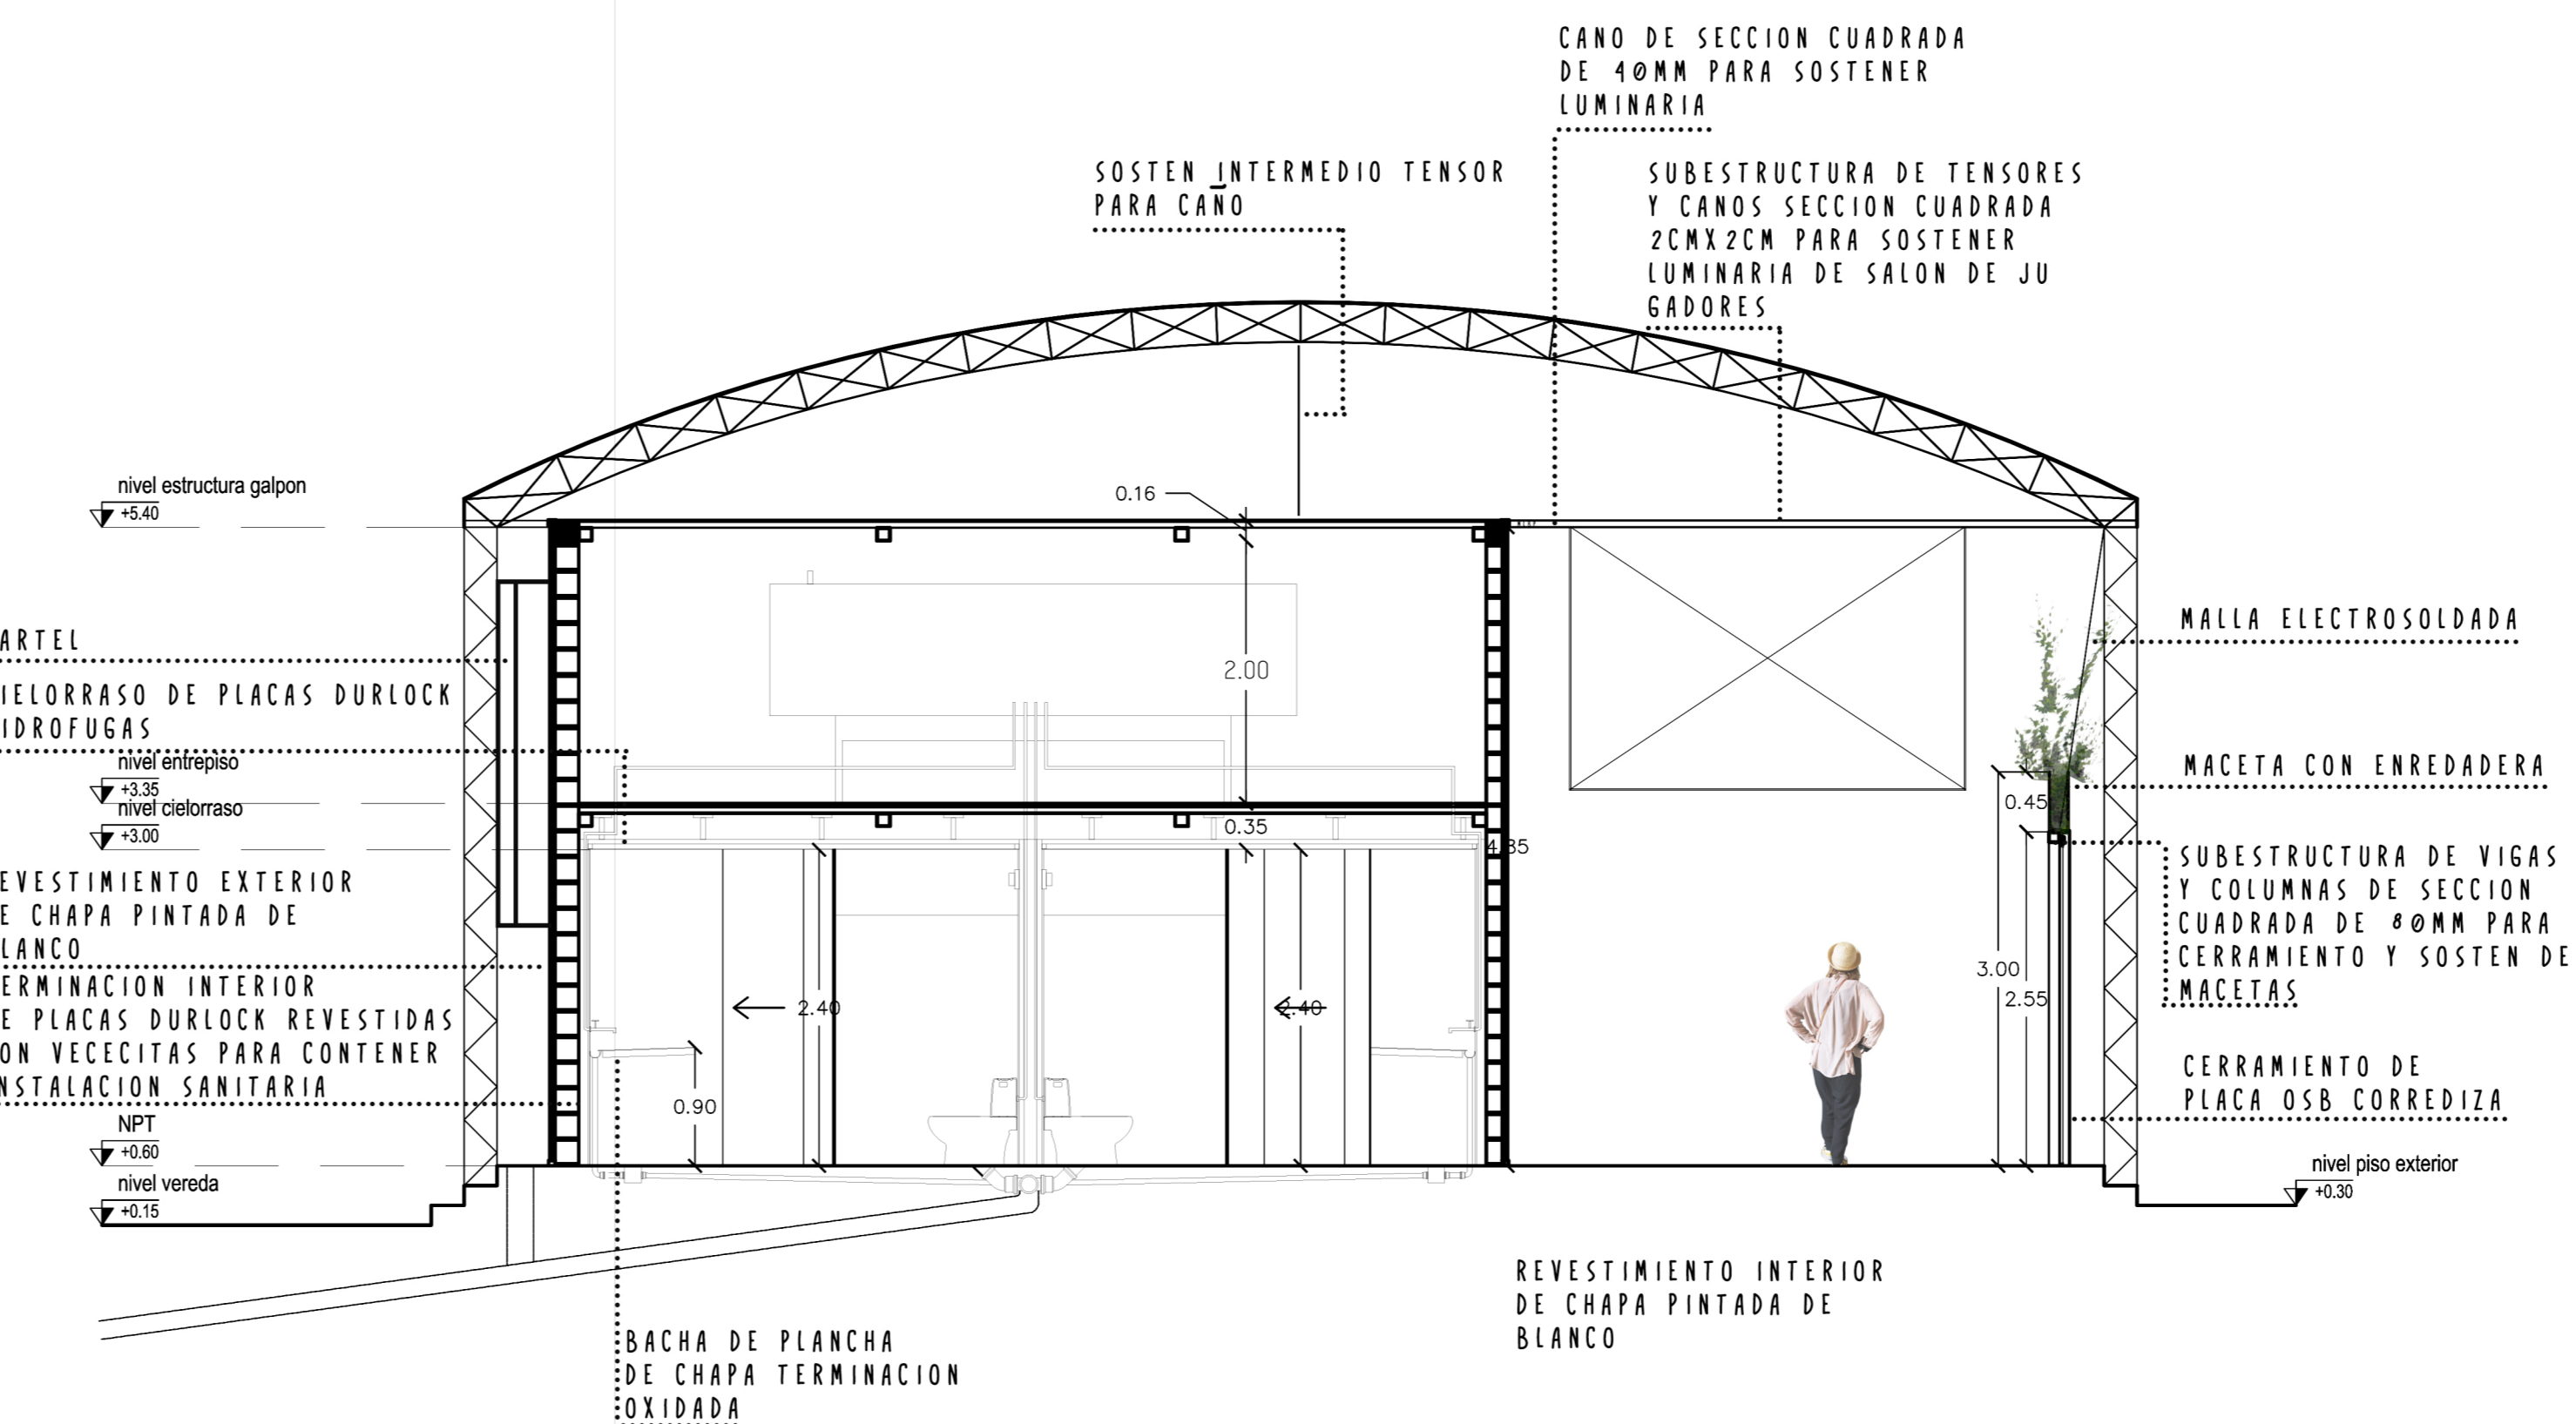 CANO DE SECCION CUADRADA
DE 40MM PARA SOSTENER
LUMINARIA
SOSTEN INTERMEDIO TENSOR
PARA CAÑO
SUBESTRUCTURA DE TENSORES
Y CANOS SECCION CUADRADA
2CMX2CM PARA SOSTENER
LUMINARIA DE SALON DE JU
GADORES
nivel estructura galpon
+5.40
0.16
ARTEL
IELORRASO DE PLACAS DURLOCK
IDROFUGAS
nivel entrepiso
+3.35
nivel cielorraso
+3.00
EVESTIMIENTO EXTERIOR
E CHAPA PINTADA DE
LANCO
ERMINACION INTERIOR
E PLACAS DURLOCK REVESTIDAS
ON VECECITAS PARA CONTENER
NSTALACION SANITARIA
NPT
+0.60
nivel vereda
+0.15
2.00
0.35
4.85
2.40
2.40
0.90
MALLA ELECTROSOLDADA
MACETA CON ENREDADERA
0.45
SUBESTRUCTURA DE VIGAS
Y COLUMNAS DE SECCION
CUADRADA DE 80MM PARA
CERRAMIENTO Y SOSTEN DE
MACETAS
3.00
2.55
CERRAMIENTO DE
PLACA OSB CORREDIZA
nivel piso exterior
+0.30
REVESTIMIENTO INTERIOR
DE CHAPA PINTADA DE
BLANCO
BACHA DE PLANCHA
DE CHAPA TERMINACION
OXIDADA